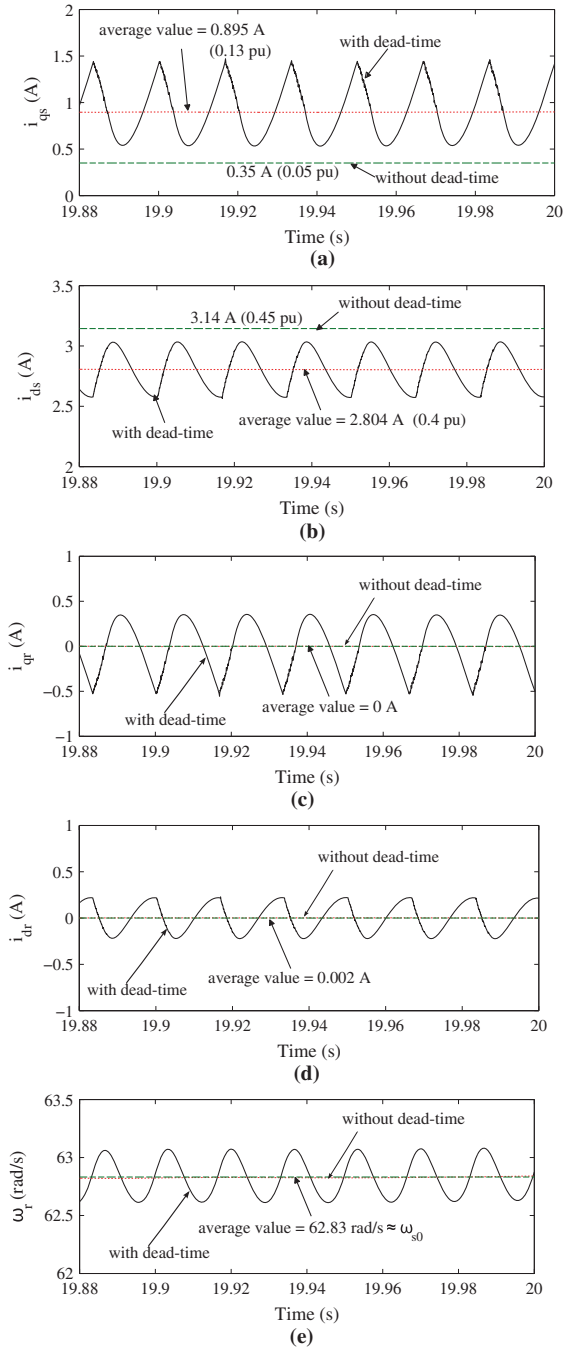 average value = 0.895 A
(0.13 pu)
with dead-time
2
1.5
1
0.5
0
i_qs (A)
0.35 A (0.05 pu)
without dead-time
19.88 19.9 19.92 19.94 19.96 19.98 20
Time (s)
(a)
3.5
3
2.5
2
i_ds (A)
without dead-time
3.14 A (0.45 pu)
with dead-time
average value = 2.804 A (0.4 pu)
19.88 19.9 19.92 19.94 19.96 19.98 20
Time (s)
(b)
1
0.5
0
−0.5
−1
i_qr (A)
without dead-time
with dead-time
average value = 0 A
19.88 19.9 19.92 19.94 19.96 19.98 20
Time (s)
(c)
1
0.5
0
−0.5
−1
i_dr (A)
without dead-time
with dead-time
average value = 0.002 A
19.88 19.9 19.92 19.94 19.96 19.98 20
Time (s)
(d)
63.5
63
62.5
62
ω_r (rad/s)
without dead-time
average value = 62.83 rad/s ≈ ω_s0
with dead-time
19.88 19.9 19.92 19.94 19.96 19.98 20
Time (s)
(e)